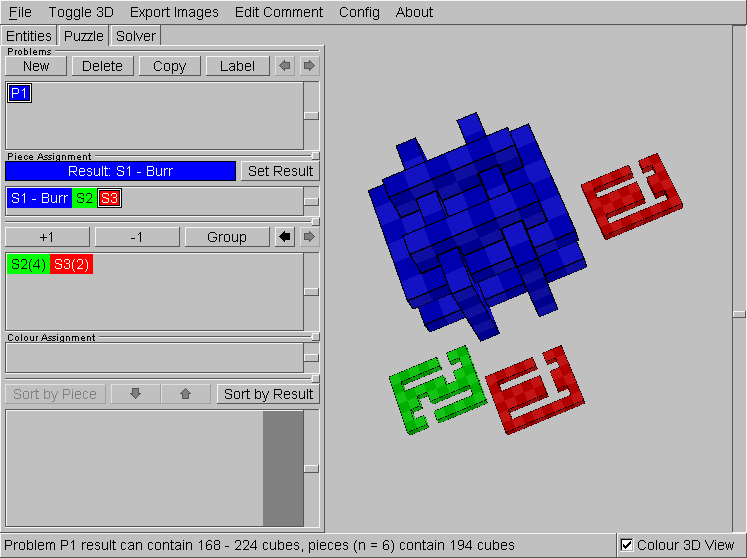 File Toggle 3D Export Images Edit Comment Config About
Entities Puzzle Solver
Problems
New Delete Copy Label
P1
Piece Assignment
Result: S1 - Burr Set Result
S1 - Burr S2 S3
+1 -1 Group
S2(4) S3(2)
Colour Assignment
Sort by Piece Sort by Result
Problem P1 result can contain 168 - 224 cubes, pieces (n = 6) contain 194 cubes Colour 3D View